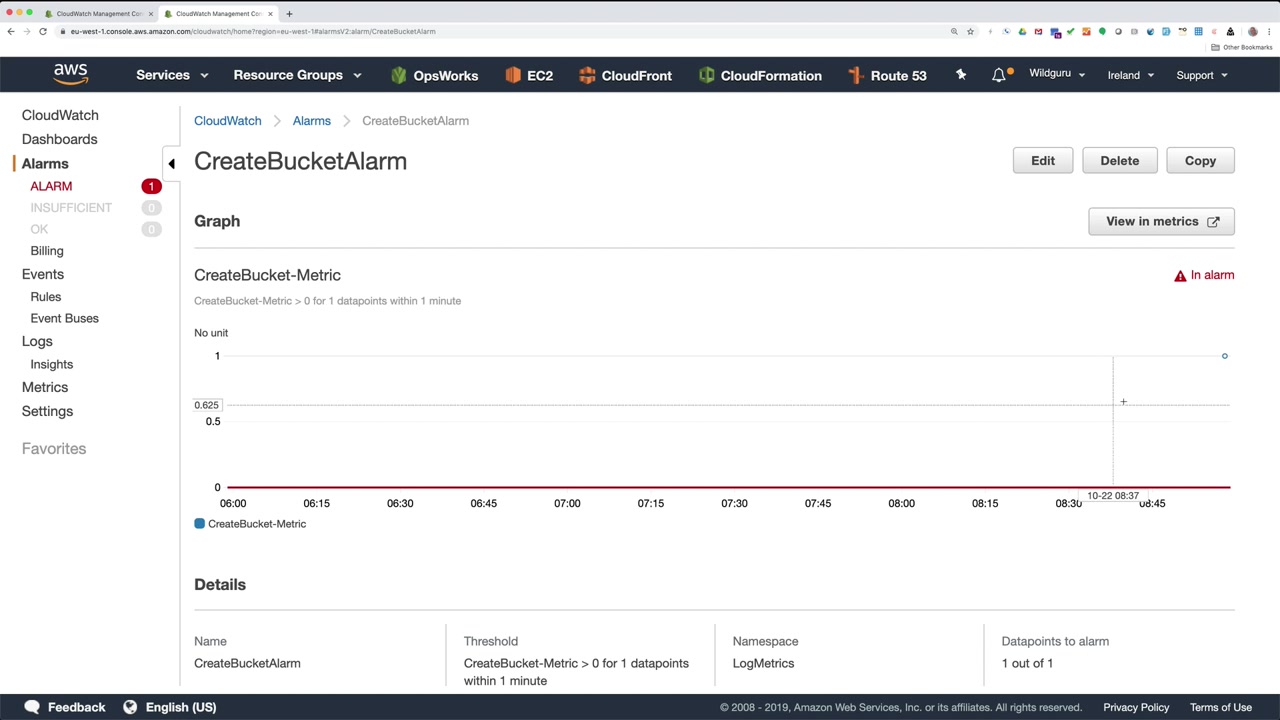 CloudWatch Management Con
CloudWatch Management Con
eu-west-1.console.aws.amazon.com/cloudwatch/home?region=eu-west-1#alarmsV2:alarm/CreateBucketAlarm
Other Bookmarks
aws
Services
Resource Groups
OpsWorks
EC2
CloudFront
CloudFormation
Route 53
Wildguru
Ireland
Support
CloudWatch
Dashboards
Alarms
ALARM 1
INSUFFICIENT 0
OK 0
Billing
Events
Rules
Event Buses
Logs
Insights
Metrics
Settings
Favorites
CloudWatch
Alarms
CreateBucketAlarm
CreateBucketAlarm
Edit
Delete
Copy
Graph
View in metrics
CreateBucket-Metric
In alarm
CreateBucket-Metric > 0 for 1 datapoints within 1 minute
No unit
1
0.625
0.5
0
06:00 06:15 06:30 06:45 07:00 07:15 07:30 07:45 08:00 08:15 08:30 08:45
10-22 08:37
CreateBucket-Metric
Details
Name
CreateBucketAlarm
Threshold
CreateBucket-Metric > 0 for 1 datapoints
within 1 minute
Namespace
LogMetrics
Datapoints to alarm
1 out of 1
Feedback
English (US)
© 2008 - 2019, Amazon Web Services, Inc. or its affiliates. All rights reserved.
Privacy Policy
Terms of Use